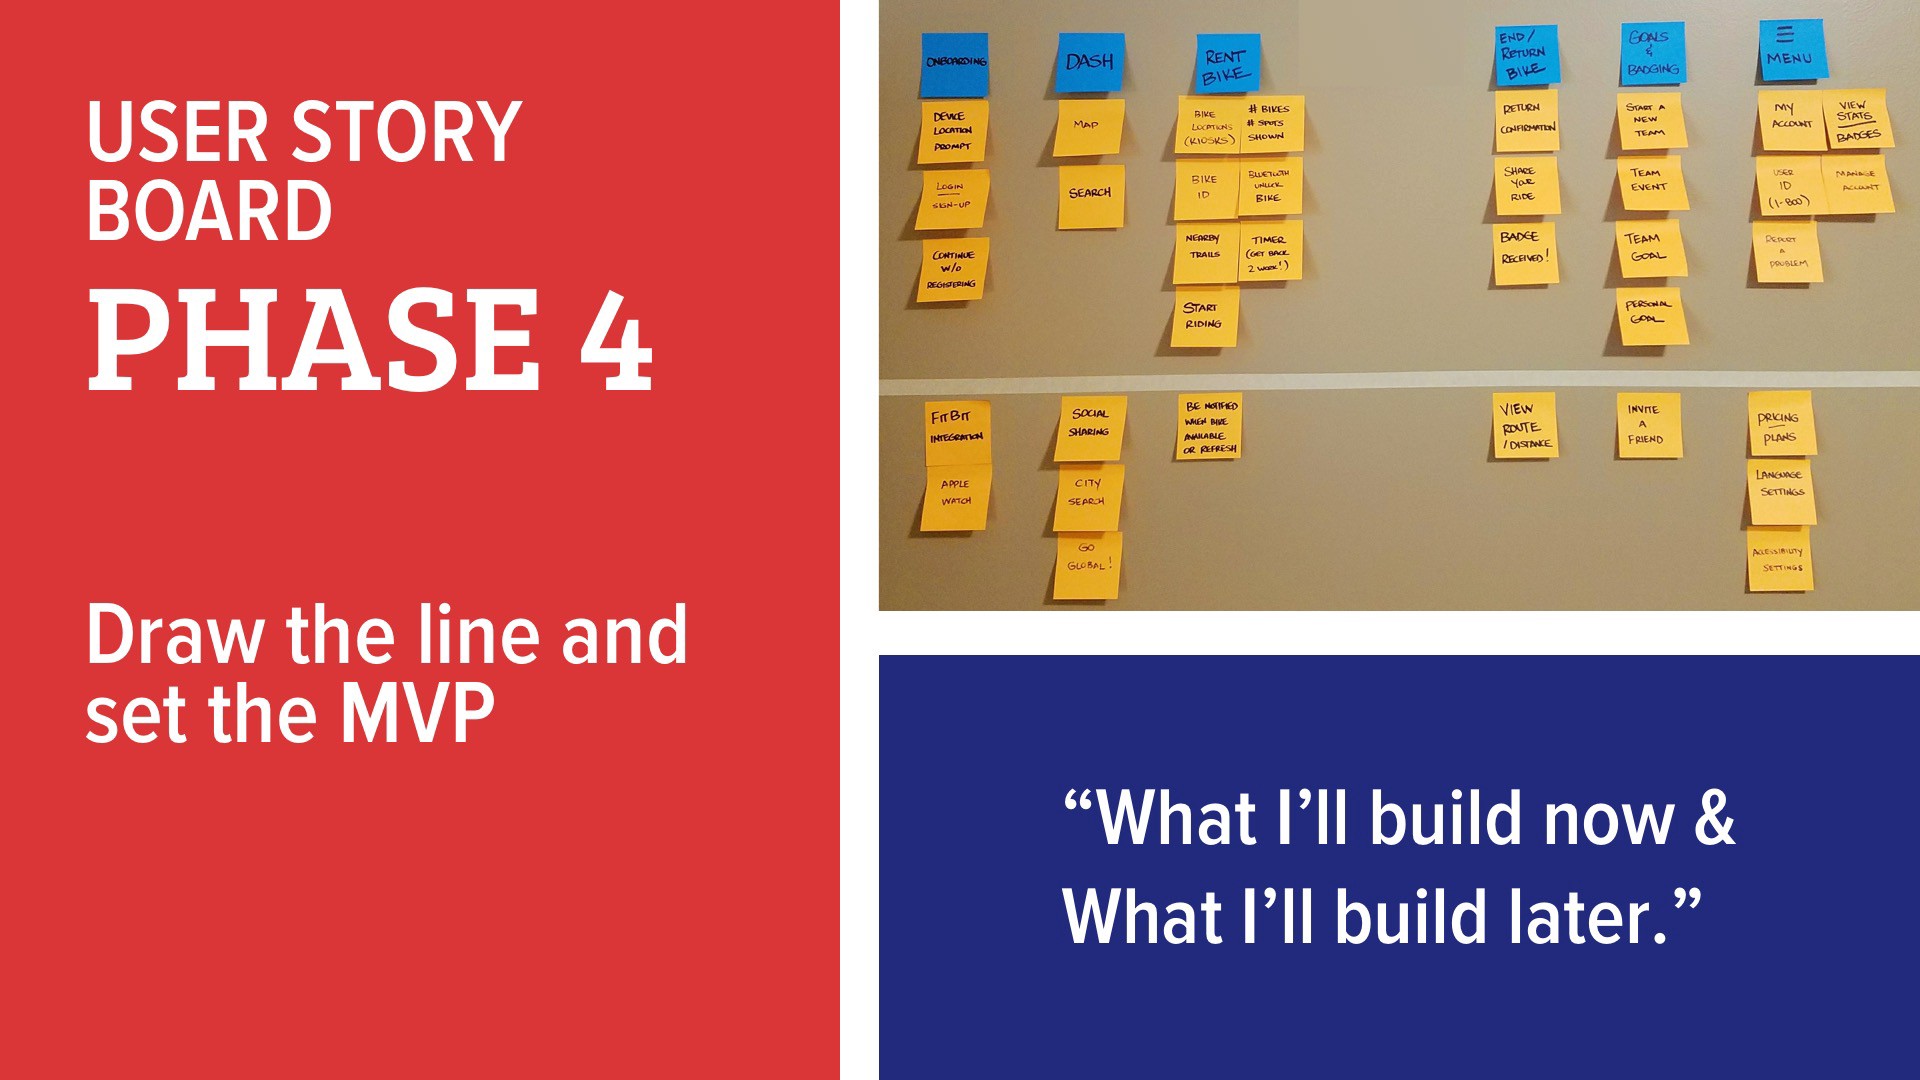 USER STORY
BOARD
PHASE 4
Draw the line and
set the MVP
ONBOARDING
DEVICE
LOCATION
PROMPT
LOGIN
SIGN-UP
CONTINUE
W/O
REGISTERING
DASH
MAP
SEARCH
RENT
BIKE
BIKE
LOCATIONS
(KIOSKS)
# BIKES
# SPOTS
SHOWN
BIKE
ID
BLUETOOTH
UNLOCK
BIKE
NEARBY
TRAILS
TIMER
(GET BACK
2 WORK!)
START
RIDING
END/
RETURN
BIKE
RETURN
CONFIRMATION
SHARE
YOUR
RIDE
BADGE
RECEIVED!
GOALS
&
BADGING
START A
NEW
TEAM
TEAM
EVENT
TEAM
GOAL
PERSONAL
GOAL
MENU
MY
ACCOUNT
VIEW
STATS
BADGES
USER
ID
(1-800)
MANAGE
ACCOUNT
REPORT
A
PROBLEM
FITBIT
INTEGRATION
APPLE
WATCH
SOCIAL
SHARING
CITY
SEARCH
GO
GLOBAL!
BE NOTIFIED
WHEN BIKE
AVAILABLE
OR REFRESH
VIEW
ROUTE
/DISTANCE
INVITE
A
FRIEND
PRICING
PLANS
LANGUAGE
SETTINGS
ACCESSIBILITY
SETTINGS
“What I’ll build now &
What I’ll build later.”